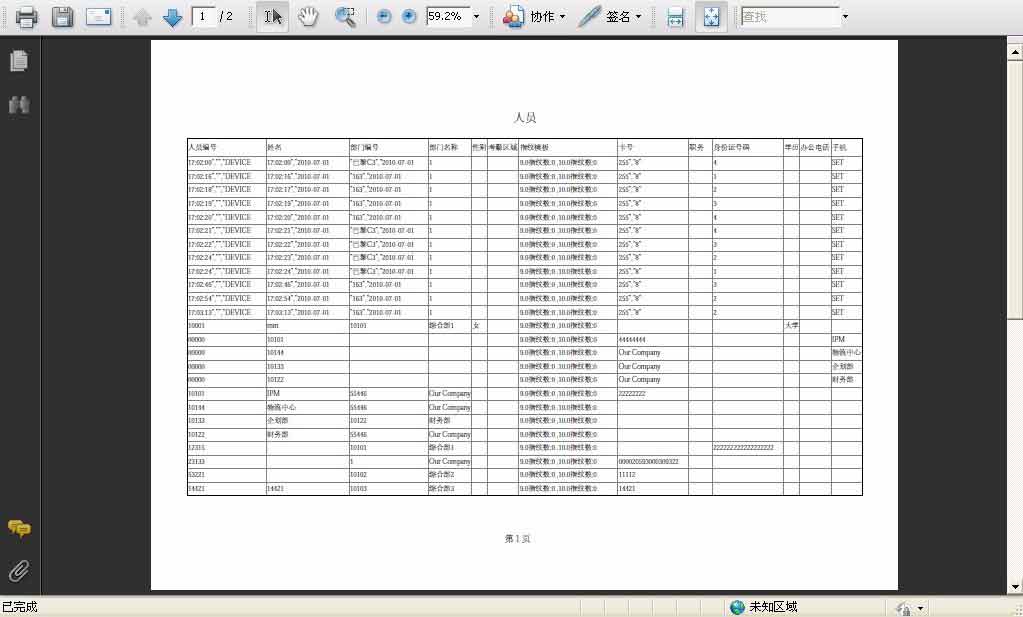 1 / 2 59.2% 协作 签名 查找
人员
人员编号 姓名 部门编号 部门名称 性别 考勤区域 指纹模板 卡号 职务 身份证号码 学历 办公电话 手机
17:02:00","","DEVICE 17:02:00","2010-07-01 "巴黎C3","2010-07-01 1 9.0指纹数:0 ,10.0指纹数:0 255","8" 4 SET
17:02:16","","DEVICE 17:02:16","2010-07-01 "163","2010-07-01 1 9.0指纹数:0 ,10.0指纹数:0 255","8" 1 SET
17:02:18","","DEVICE 17:02:17","2010-07-01 "163","2010-07-01 1 9.0指纹数:0 ,10.0指纹数:0 255","8" 2 SET
17:02:19","","DEVICE 17:02:19","2010-07-01 "163","2010-07-01 1 9.0指纹数:0 ,10.0指纹数:0 255","8" 3 SET
17:02:20","","DEVICE 17:02:20","2010-07-01 "163","2010-07-01 1 9.0指纹数:0 ,10.0指纹数:0 255","8" 4 SET
17:02:21","","DEVICE 17:02:21","2010-07-01 "巴黎C3","2010-07-01 1 9.0指纹数:0 ,10.0指纹数:0 255","8" 4 SET
17:02:22","","DEVICE 17:02:22","2010-07-01 "巴黎C3","2010-07-01 1 9.0指纹数:0 ,10.0指纹数:0 255","8" 3 SET
17:02:24","","DEVICE 17:02:23","2010-07-01 "巴黎C3","2010-07-01 1 9.0指纹数:0 ,10.0指纹数:0 255","8" 2 SET
17:02:24","","DEVICE 17:02:24","2010-07-01 "巴黎C3","2010-07-01 1 9.0指纹数:0 ,10.0指纹数:0 255","8" 1 SET
17:02:46","","DEVICE 17:02:46","2010-07-01 "163","2010-07-01 1 9.0指纹数:0 ,10.0指纹数:0 255","8" 3 SET
17:02:54","","DEVICE 17:02:54","2010-07-01 "163","2010-07-01 1 9.0指纹数:0 ,10.0指纹数:0 255","8" 2 SET
17:03:13","","DEVICE 17:03:13","2010-07-01 "163","2010-07-01 1 9.0指纹数:0 ,10.0指纹数:0 255","8" 2 SET
10001 mm 10101 综合部1 女 9.0指纹数:0 ,10.0指纹数:0 大学
00000 10101 9.0指纹数:0 ,10.0指纹数:0 44444444 IPM
00000 10144 9.0指纹数:0 ,10.0指纹数:0 Our Company 物流中心
00000 10133 9.0指纹数:0 ,10.0指纹数:0 Our Company 企划部
00000 10122 9.0指纹数:0 ,10.0指纹数:0 Our Company 财务部
10101 IPM 55446 Our Company 9.0指纹数:0 ,10.0指纹数:0 22222222
10144 物流中心 55446 Our Company 9.0指纹数:0 ,10.0指纹数:0
10133 企划部 10122 财务部 9.0指纹数:0 ,10.0指纹数:0
10122 财务部 55446 Our Company 9.0指纹数:0 ,10.0指纹数:0
12315 10101 综合部1 9.0指纹数:0 ,10.0指纹数:0 222222222222222222
23133 1 Our Company 9.0指纹数:0 ,10.0指纹数:0
53221 10102 综合部2 9.0指纹数:0 ,10.0指纹数:0 11112
14421 14421 10103 综合部3 9.0指纹数:0 ,10.0指纹数:0 14421
第 1 页
已完成 未知区域